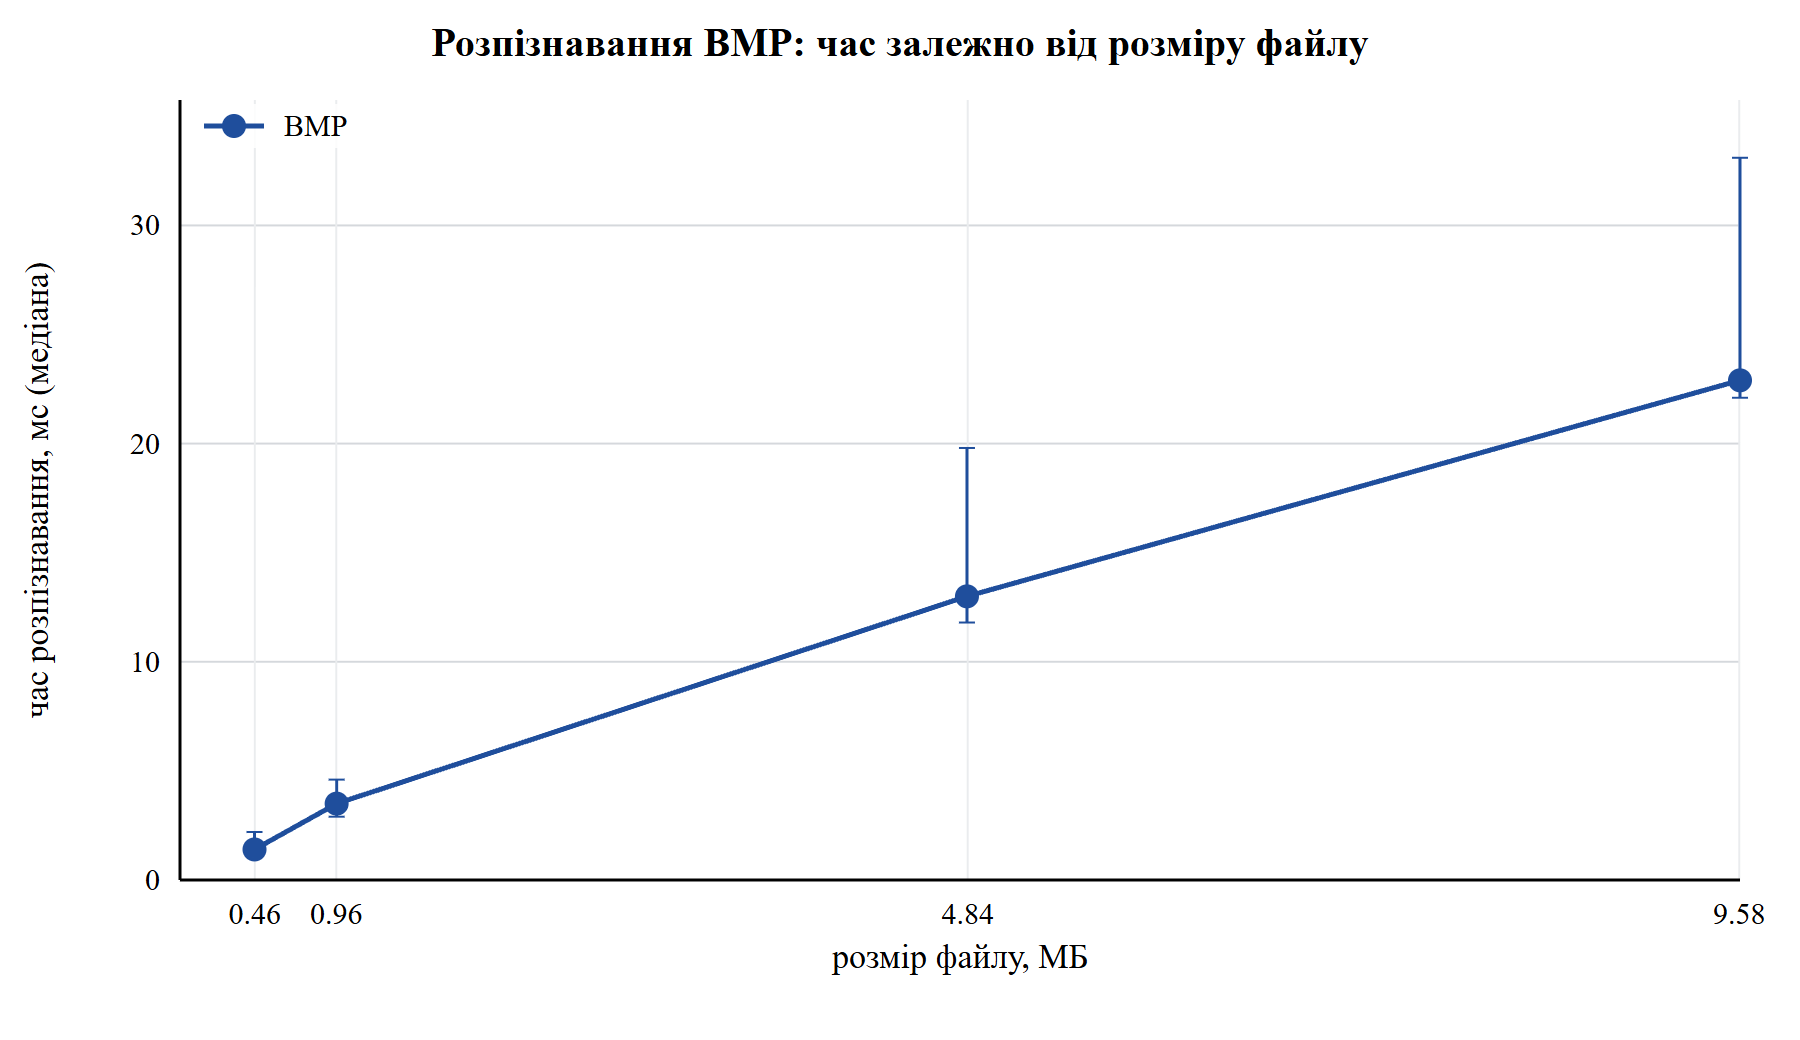 Розпізнавання BMP: час залежно від розміру файлу
BMP
30
20
10
0
час розпізнавання, мс (медіана)
0.46 0.96 4.84 9.58
розмір файлу, МБ